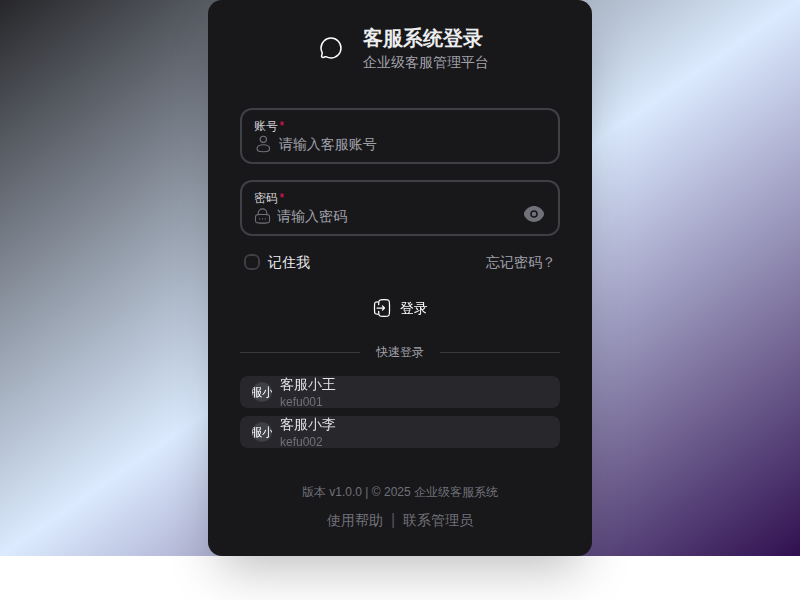 客服系统登录
企业级客服管理平台
账号*
请输入客服账号
密码*
请输入密码
记住我 忘记密码？
登录
快速登录
服小 客服小王
kefu001
服小 客服小李
kefu002
版本 v1.0.0 | © 2025 企业级客服系统
使用帮助 | 联系管理员